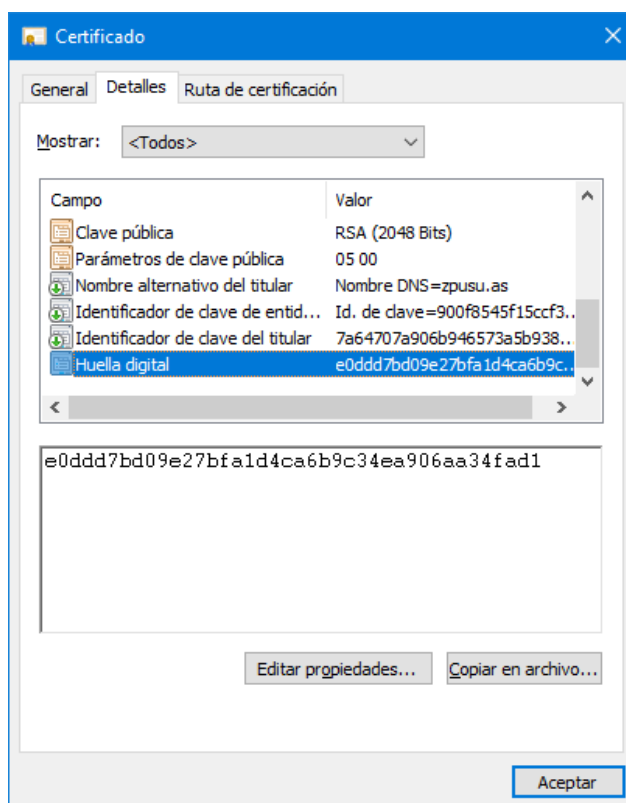 Certificado
General Detalles Ruta de certificación
Mostrar: <Todos>
Campo Valor
Clave pública RSA (2048 Bits)
Parámetros de clave pública 05 00
Nombre alternativo del titular Nombre DNS=zpusu.as
Identificador de clave de entid... Id. de clave=900f8545f15ccf3...
Identificador de clave del titular 7a64707a906b946573a5b938...
Huella digital e0ddd7bd09e27bfa1d4ca6b9c...
e0ddd7bd09e27bfa1d4ca6b9c34ea906aa34fad1
Editar propiedades... Copiar en archivo...
Aceptar